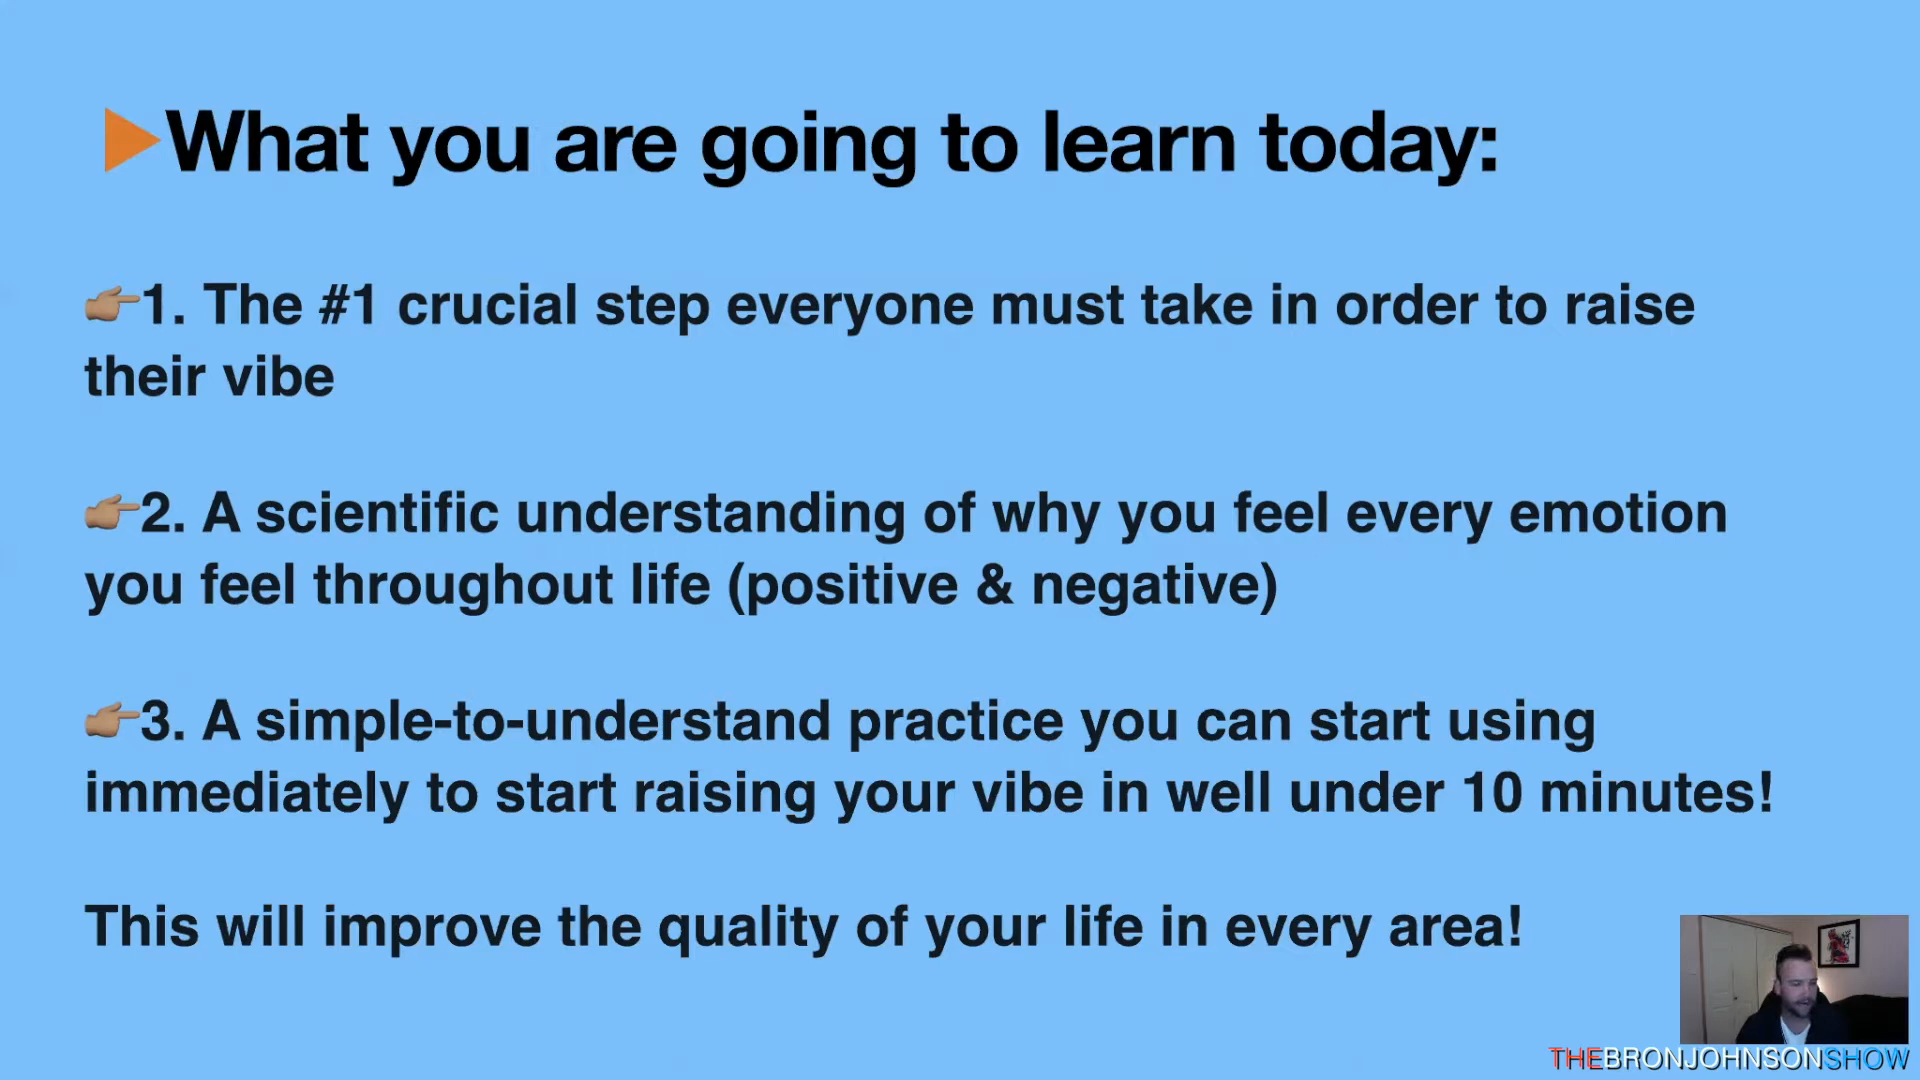 What you are going to learn today:
👉🏽1. The #1 crucial step everyone must take in order to raise
their vibe
👉🏽2. A scientific understanding of why you feel every emotion
you feel throughout life (positive & negative)
👉🏽3. A simple-to-understand practice you can start using
immediately to start raising your vibe in well under 10 minutes!
This will improve the quality of your life in every area!
THEBRONJOHNSONSHOW